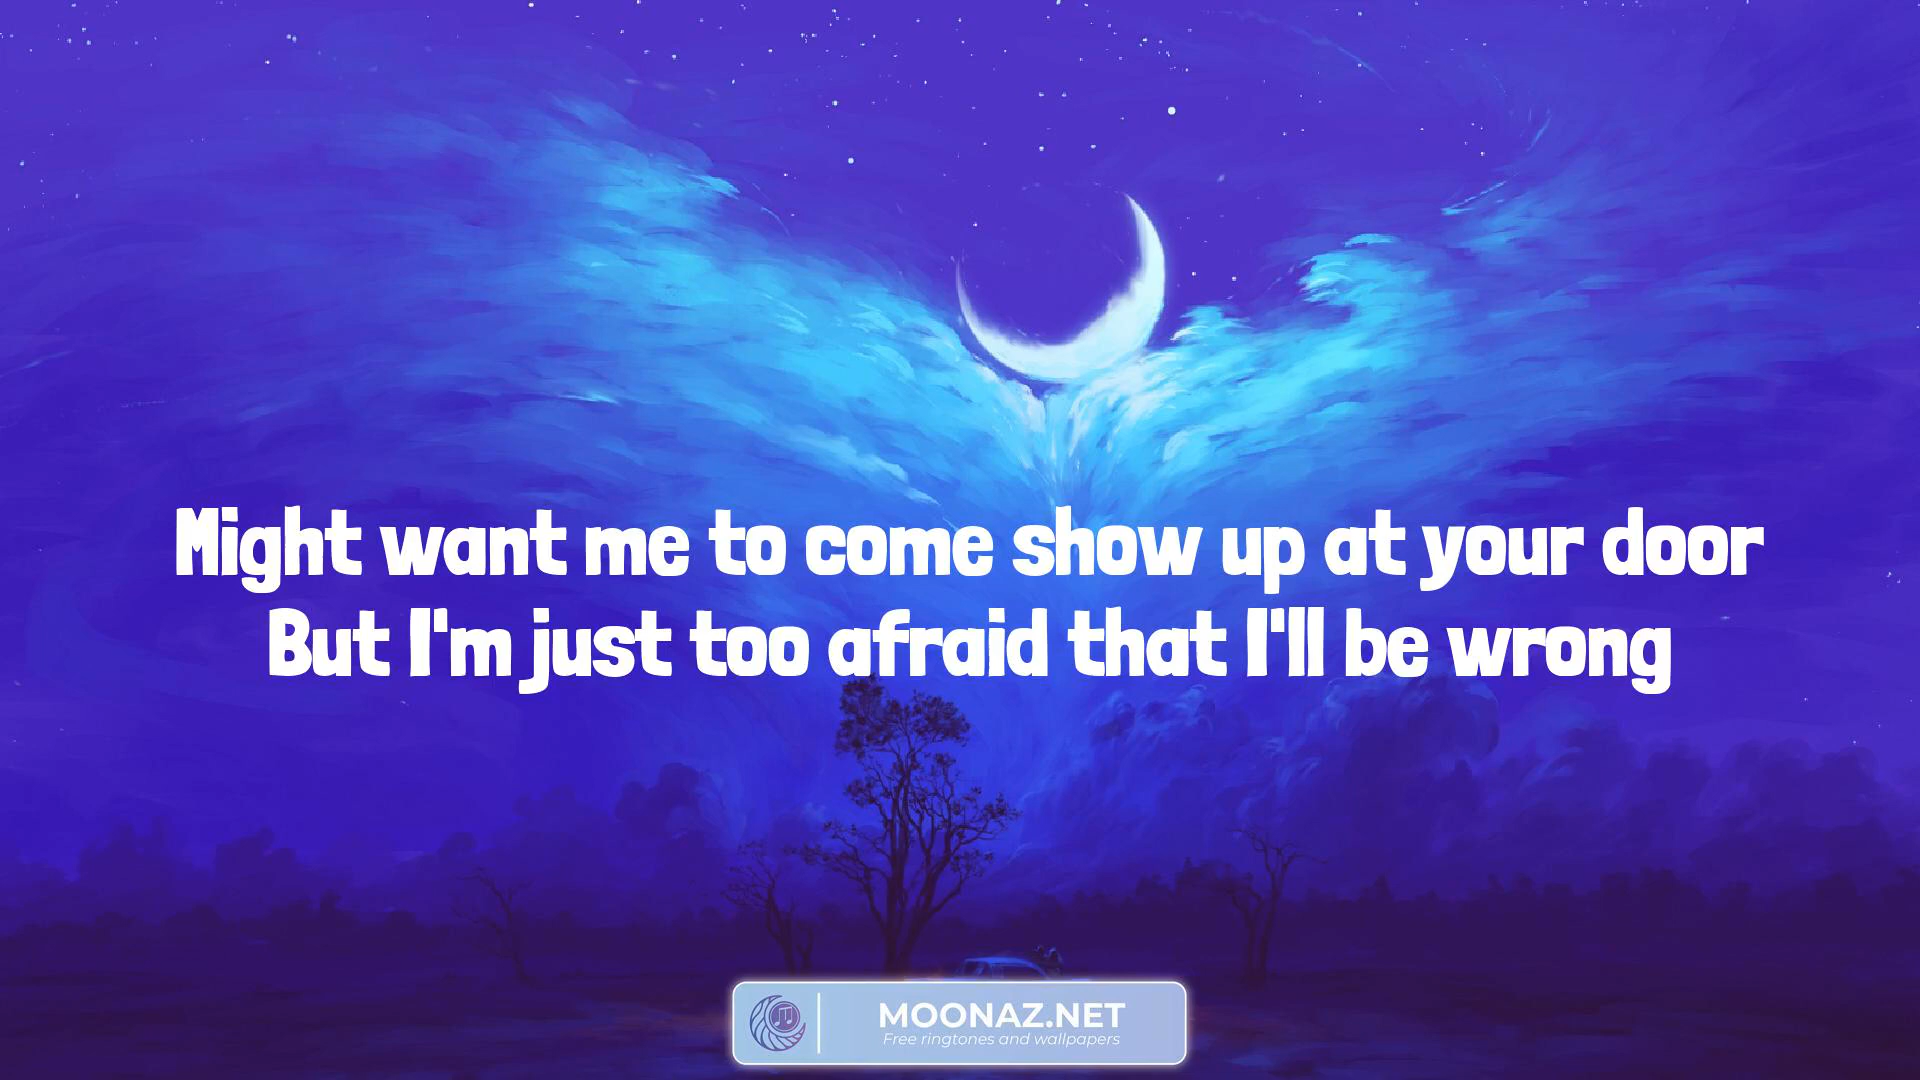 Might want me to come show up at your door
But I'm just too afraid that I'll be wrong
MOONAZ.NET
Free ringtones and wallpapers